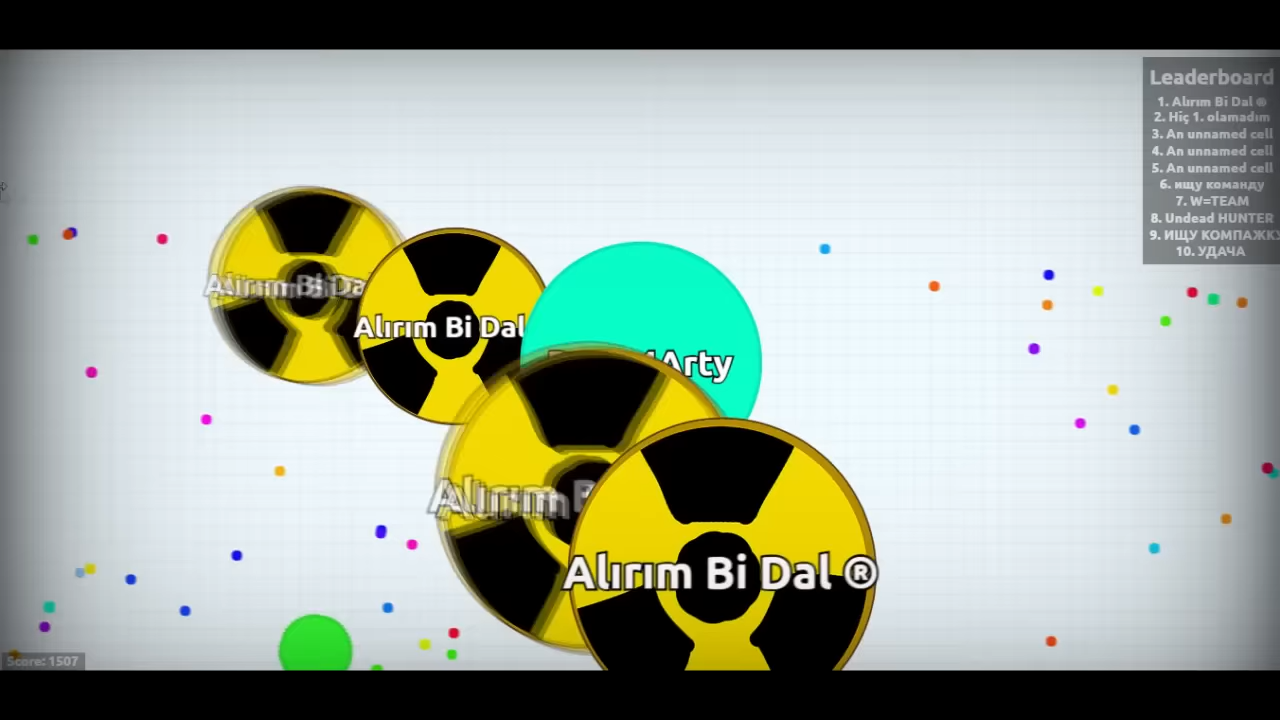 Leaderboard
1. Alırım Bi Dal ®
2. Hiç 1. olamadım
3. An unnamed cell
4. An unnamed cell
5. An unnamed cell
6. ищу команду
7. W=TEAM
8. Undead HUNTER
9. ИЩУ КОМПАЖКУ
10. УДАЧА
Alırım Bi Da
Alırım Bi Dal
Arty
Alırım B
Alırım Bi Dal ®
Score: 1507